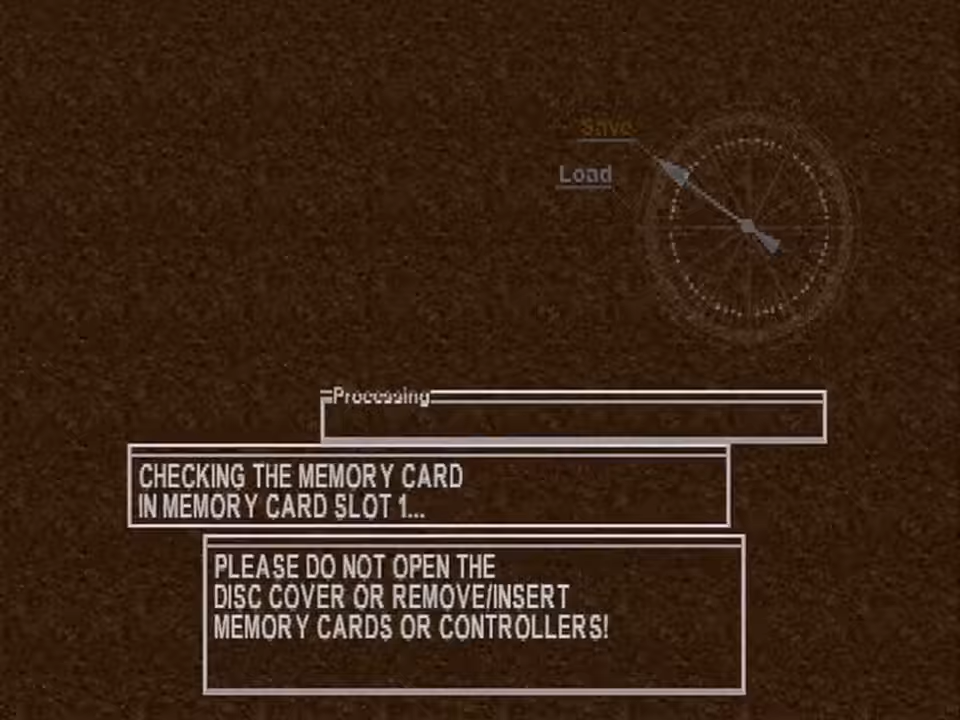 Save
Load
Processing
CHECKING THE MEMORY CARD
IN MEMORY CARD SLOT 1...
PLEASE DO NOT OPEN THE
DISC COVER OR REMOVE/INSERT
MEMORY CARDS OR CONTROLLERS!